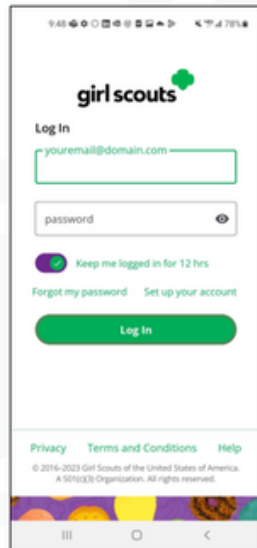 9:48
78%
girl scouts
Log In
youremail@domain.com
password
Keep me logged in for 12 hrs
Forgot my password Set up your account
Log In
Privacy Terms and Conditions Help
© 2016-2023 Girl Scouts of the United States of America.
A 501(c)(3) Organization. All rights reserved.